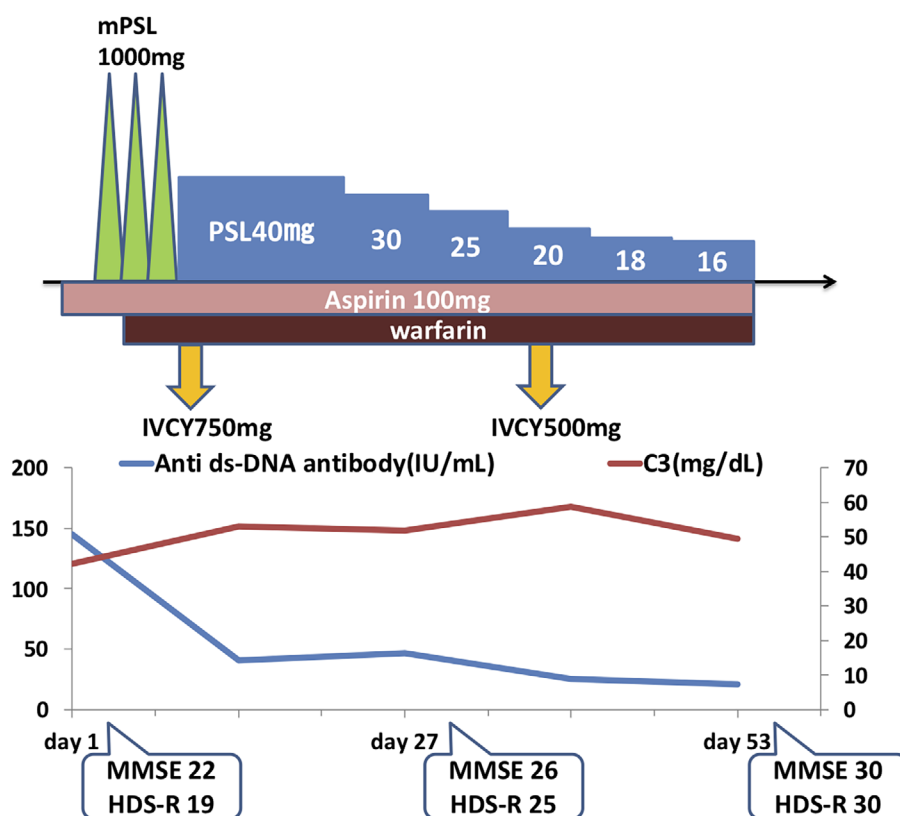 mPSL
1000mg
PSL40mg
30
25
20
18
16
Aspirin 100mg
warfarin
IVCY750mg
IVCY500mg
Anti ds-DNA antibody(IU/mL)
C3(mg/dL)
200
150
100
50
0
70
60
50
40
30
20
10
0
day 1
day 27
day 53
MMSE 22
HDS-R 19
MMSE 26
HDS-R 25
MMSE 30
HDS-R 30